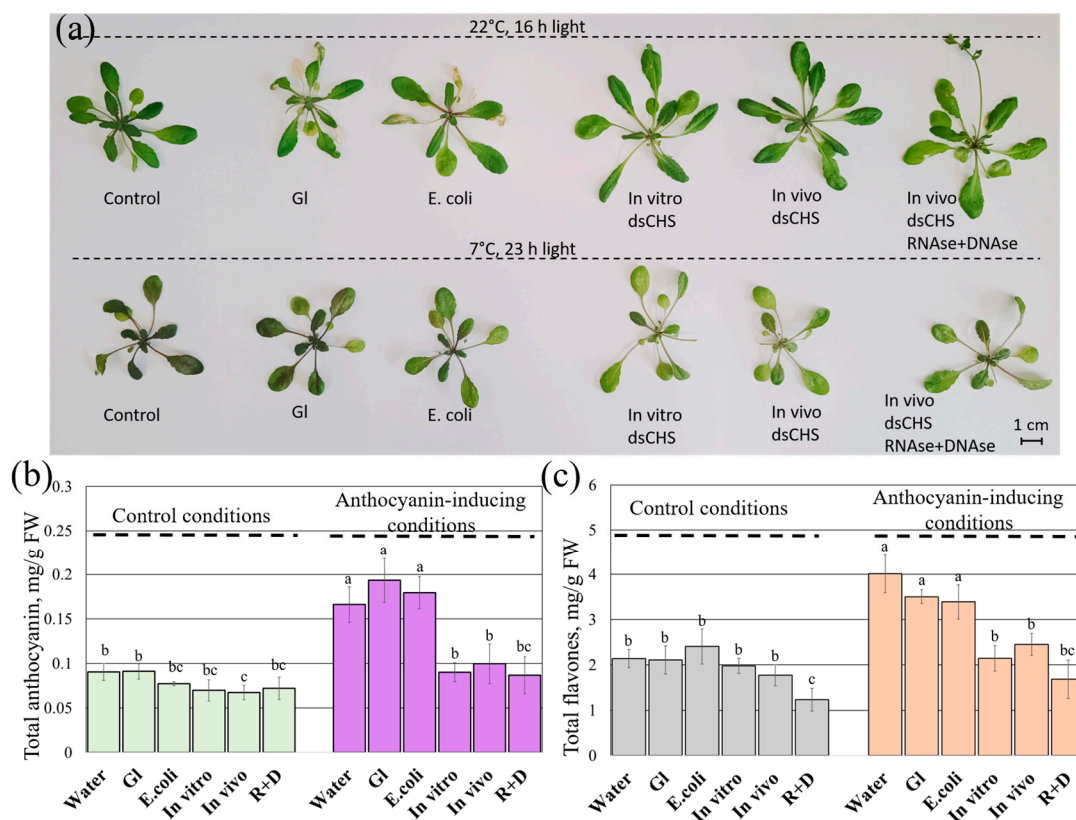 (a)
22°C, 16 h light
Control
Gl
E. coli
In vitro
dsCHS
In vivo
dsCHS
In vivo
dsCHS
RNAse+DNAse
7°C, 23 h light
Control
Gl
E. coli
In vitro
dsCHS
In vivo
dsCHS
In vivo
dsCHS
RNAse+DNAse
1 cm
(b)
Total anthocyanin, mg/g FW
0.3
0.25
0.2
0.15
0.1
0.05
0
Control conditions
Anthocyanin-inducing
conditions
b
b
bc
bc
c
bc
a
a
a
b
b
bc
Water
Gl
E.coli
In vitro
In vivo
R+D
Water
Gl
E.coli
In vitro
In vivo
R+D
(c)
Total flavones, mg/g FW
6
5
4
3
2
1
0
Control conditions
Anthocyanin-inducing
conditions
b
b
b
b
b
c
a
a
a
b
b
bc
Water
Gl
E.coli
In vitro
In vivo
R+D
Water
Gl
E.coli
In vitro
In vivo
R+D